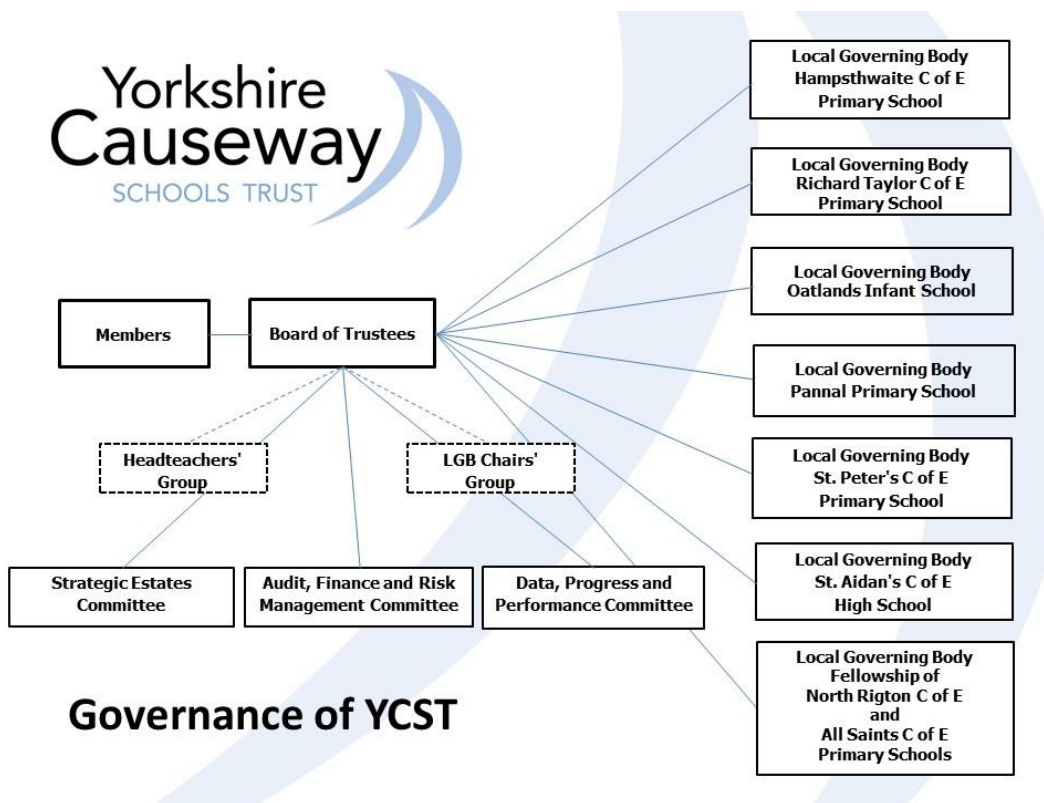 Yorkshire
Causeway
SCHOOLS TRUST
Members
Board of Trustees
Headteachers'
Group
LGB Chairs'
Group
Strategic Estates
Committee
Audit, Finance and Risk
Management Committee
Data, Progress and
Performance Committee
Local Governing Body
Hampsthwaite C of E
Primary School
Local Governing Body
Richard Taylor C of E
Primary School
Local Governing Body
Oatlands Infant School
Local Governing Body
Pannal Primary School
Local Governing Body
St. Peter's C of E
Primary School
Local Governing Body
St. Aidan's C of E
High School
Local Governing Body
Fellowship of
North Rigton C of E
and
All Saints C of E
Primary Schools
Governance of YCST